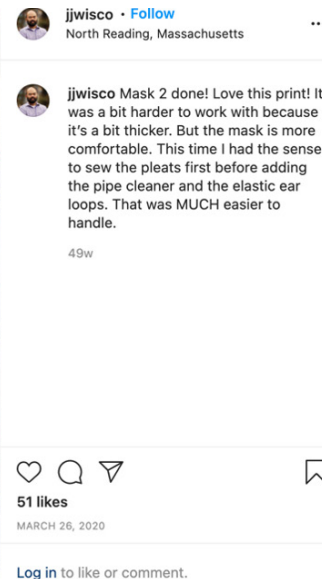 jjwisco • Follow
North Reading, Massachusetts
jjwisco Mask 2 done! Love this print! It
was a bit harder to work with because
it's a bit thicker. But the mask is more
comfortable. This time I had the sense
to sew the pleats first before adding
the pipe cleaner and the elastic ear
loops. That was MUCH easier to
handle.
49w
51 likes
MARCH 26, 2020
Log in to like or comment.